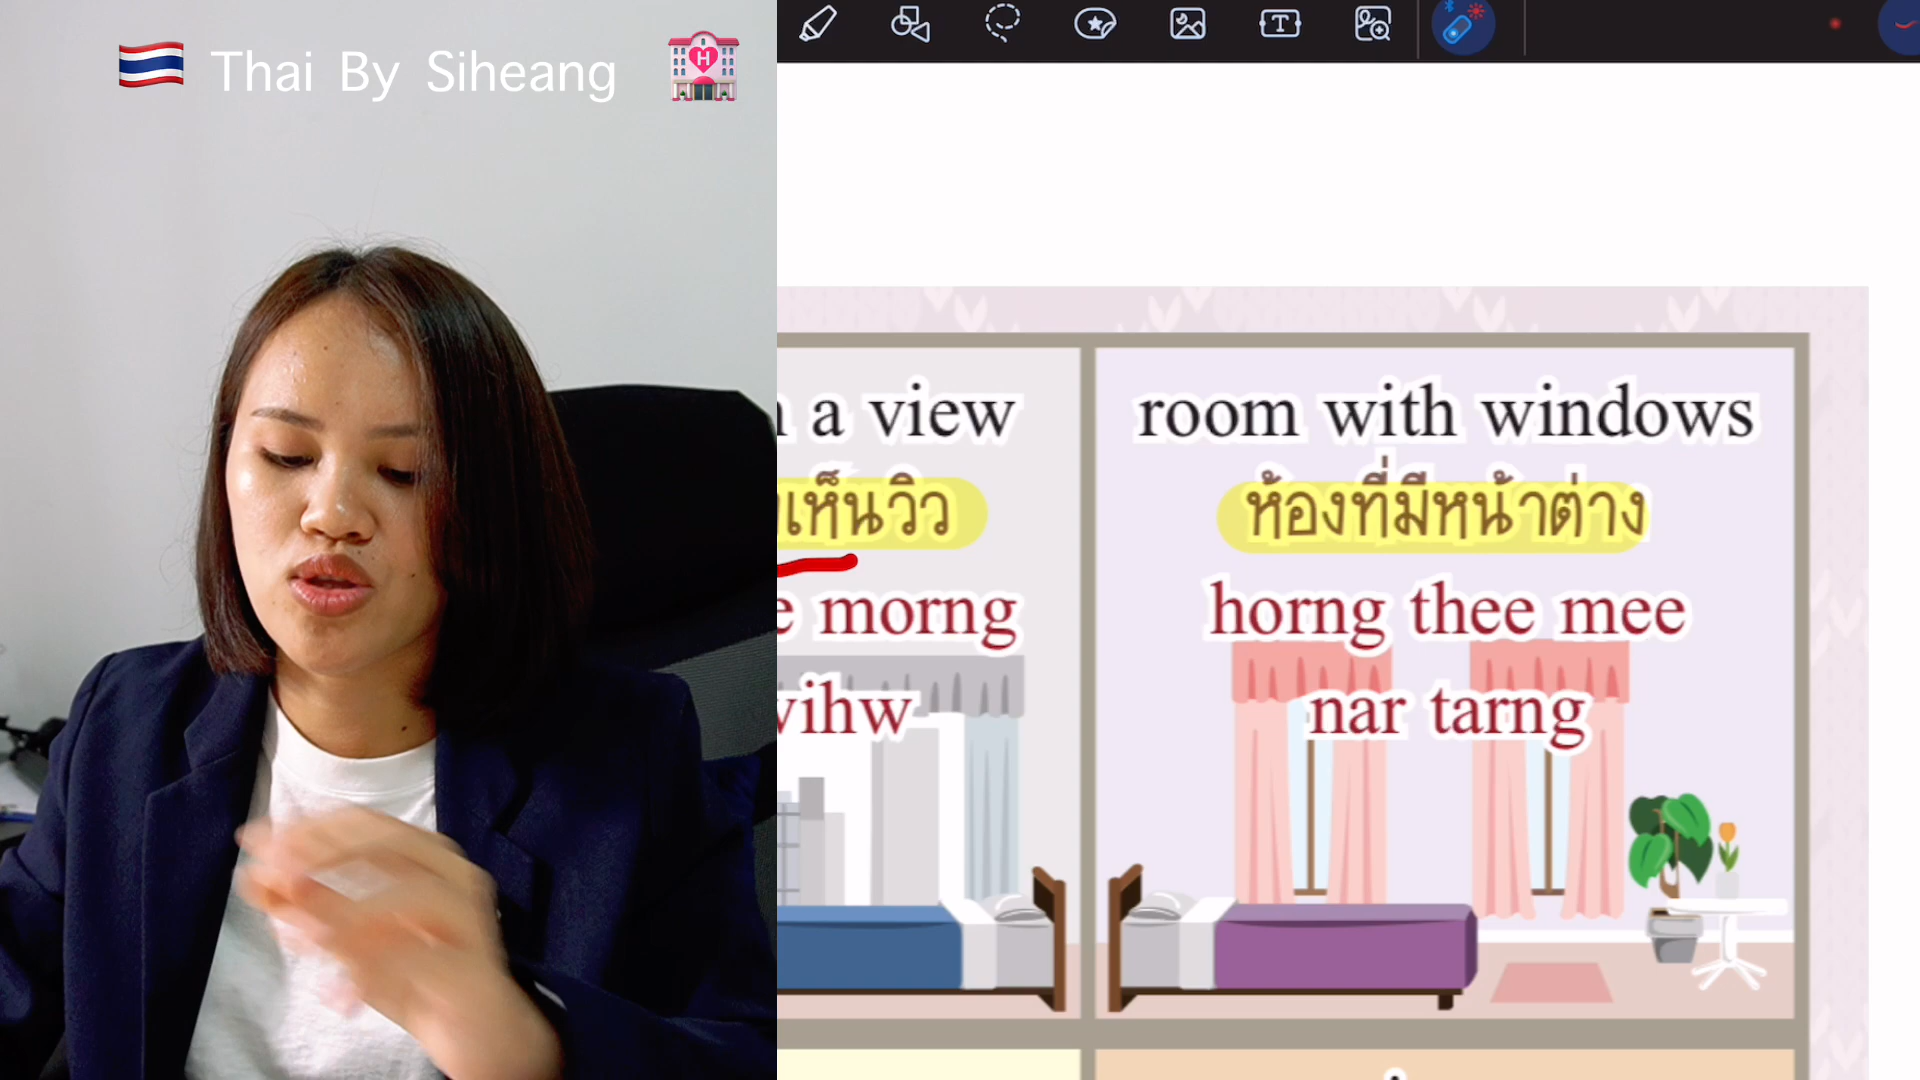 Thai By Siheang
a view
เห็นวิว
morng
vihw
room with windows
ห้องที่มีหน้าต่าง
horng thee mee
nar tarng